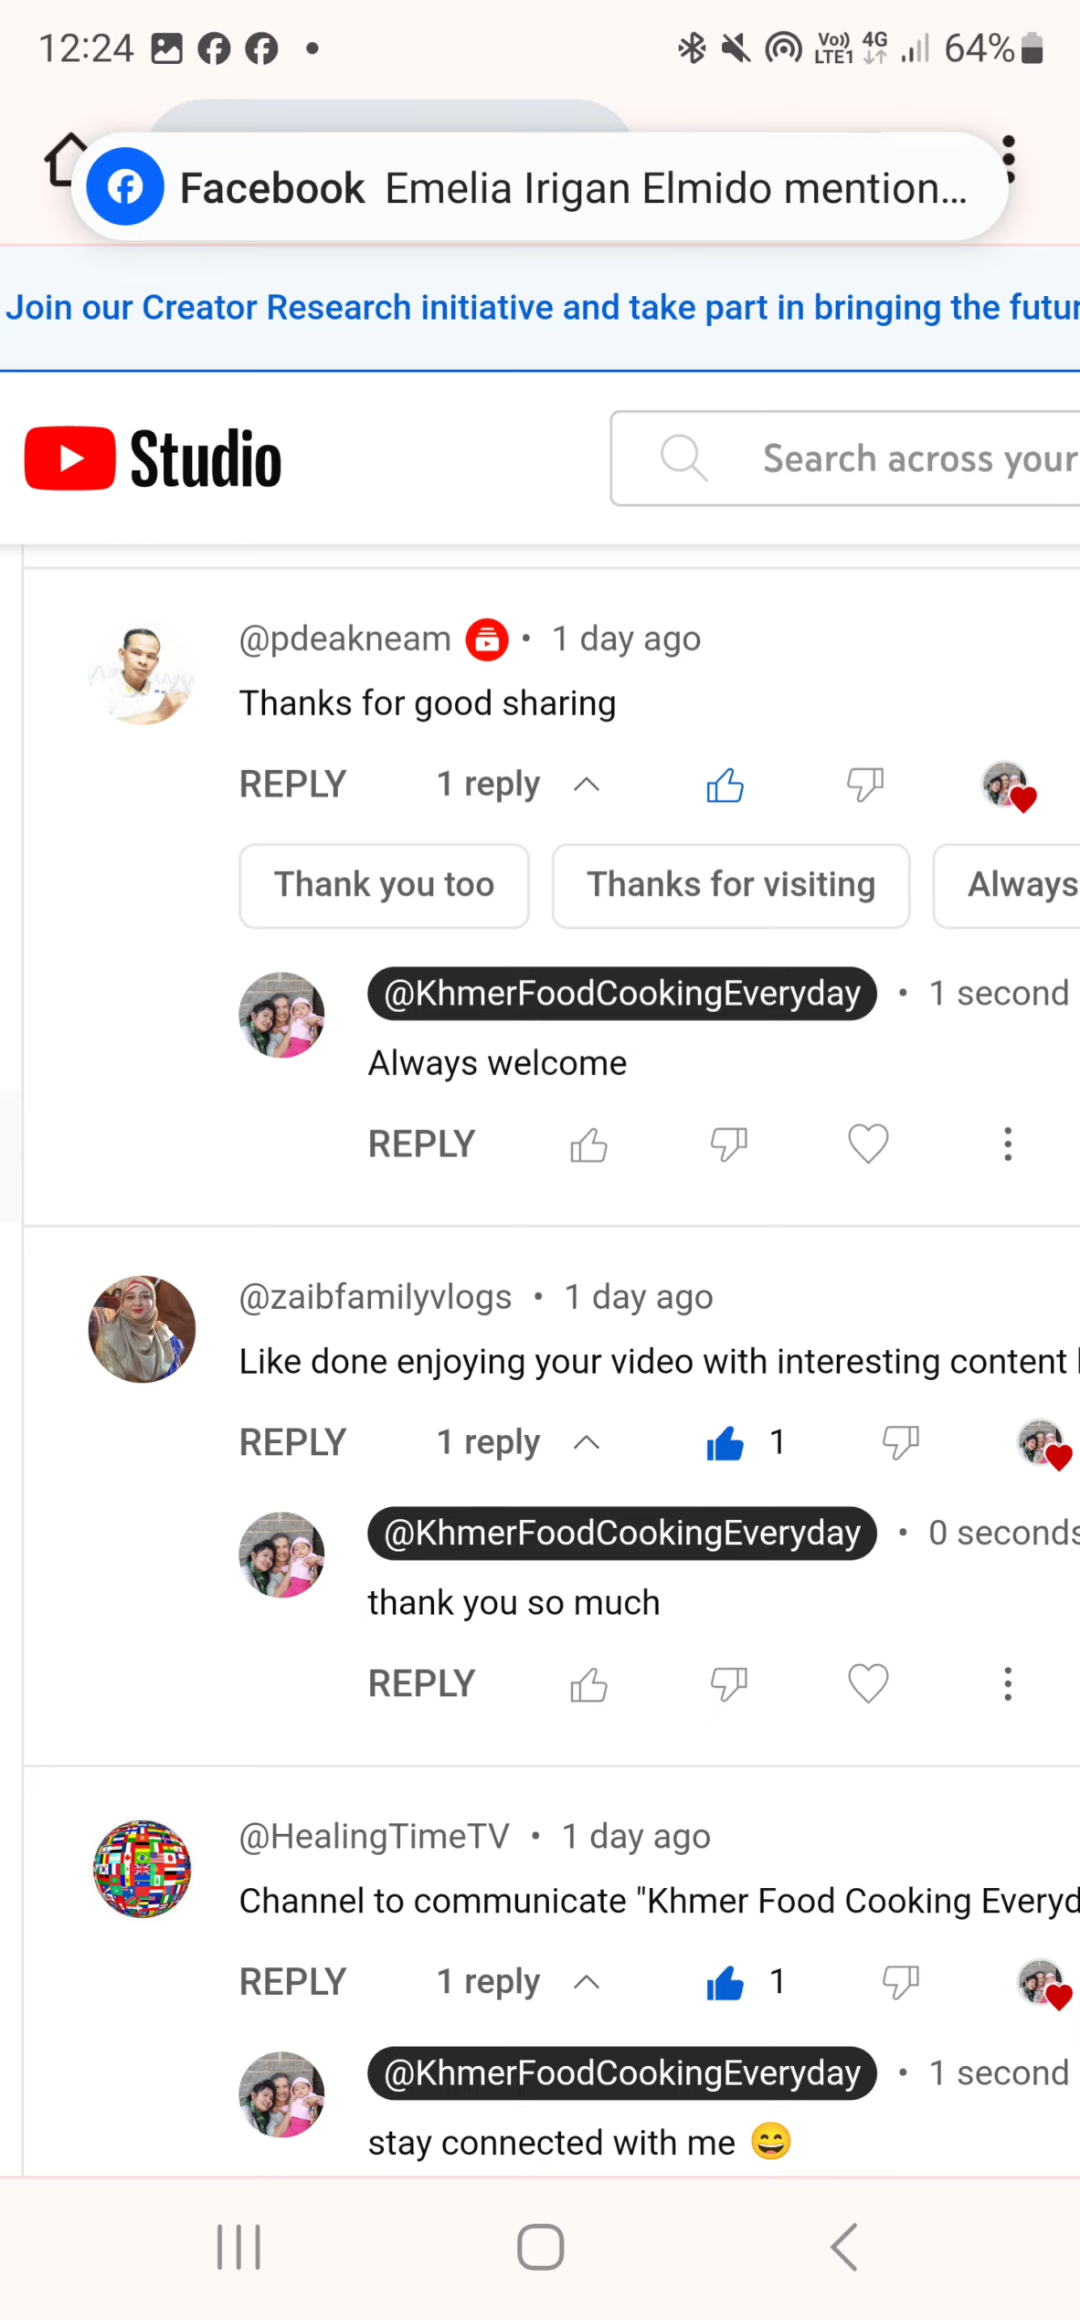 12:24 Vo)) LTE1 4G 64%
Facebook Emelia Irigan Elmido mention...
Join our Creator Research initiative and take part in bringing the futur
Studio
Search across your
@pdeakneam • 1 day ago
Thanks for good sharing
REPLY 1 reply
Thank you too Thanks for visiting Always
@KhmerFoodCookingEveryday • 1 second
Always welcome
REPLY
@zaibfamilyvlogs • 1 day ago
Like done enjoying your video with interesting content
REPLY 1 reply 1
@KhmerFoodCookingEveryday • 0 seconds
thank you so much
REPLY
@HealingTimeTV • 1 day ago
Channel to communicate "Khmer Food Cooking Everyd
REPLY 1 reply 1
@KhmerFoodCookingEveryday • 1 second
stay connected with me 😄